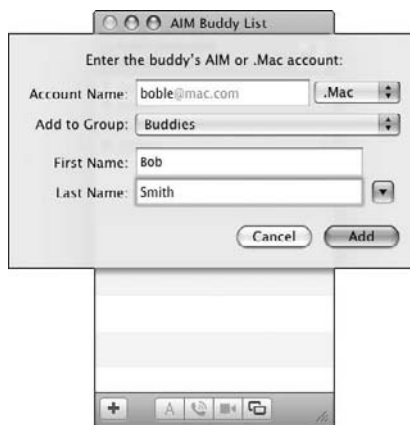 AIM Buddy List
Enter the buddy's AIM or .Mac account:
Account Name: boble@mac.com .Mac
Add to Group: Buddies
First Name: Bob
Last Name: Smith
Cancel Add
A